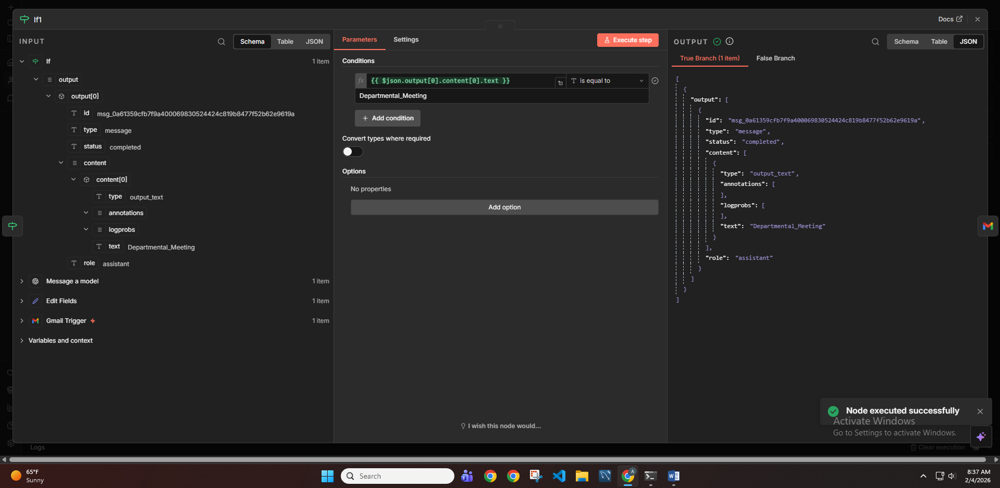 If1
Docs
INPUT
Schema
Table
JSON
If
1 item
output
output[0]
id
msg_0a61359cfb7f9a400069830524424c819b8477f52b62e9619a
type
message
status
completed
content
content[0]
type
output_text
annotations
logprobs
text
Departmental_Meeting
role
assistant
Message a model
1 item
Edit Fields
1 item
Gmail Trigger
1 item
Variables and context
Parameters
Settings
Execute step
Conditions
fx
{{ $json.output[0].content[0].text }}
T is equal to
Departmental_Meeting
Add condition
Convert types where required
Options
No properties
Add option
I wish this node would...
OUTPUT
Schema
Table
JSON
True Branch (1 item)
False Branch
[
{
"output": [
{
"id": "msg_0a61359cfb7f9a400069830524424c819b8477f52b62e9619a",
"type": "message",
"status": "completed",
"content": [
{
"type": "output_text",
"annotations": [
],
"logprobs": [
],
"text": "Departmental_Meeting"
}
],
"role": "assistant"
}
]
}
]
Node executed successfully
Activate Windows
Go to Settings to activate Windows.
Logs
Clear execution
65°F
Sunny
Search
8:37 AM
2/4/2026